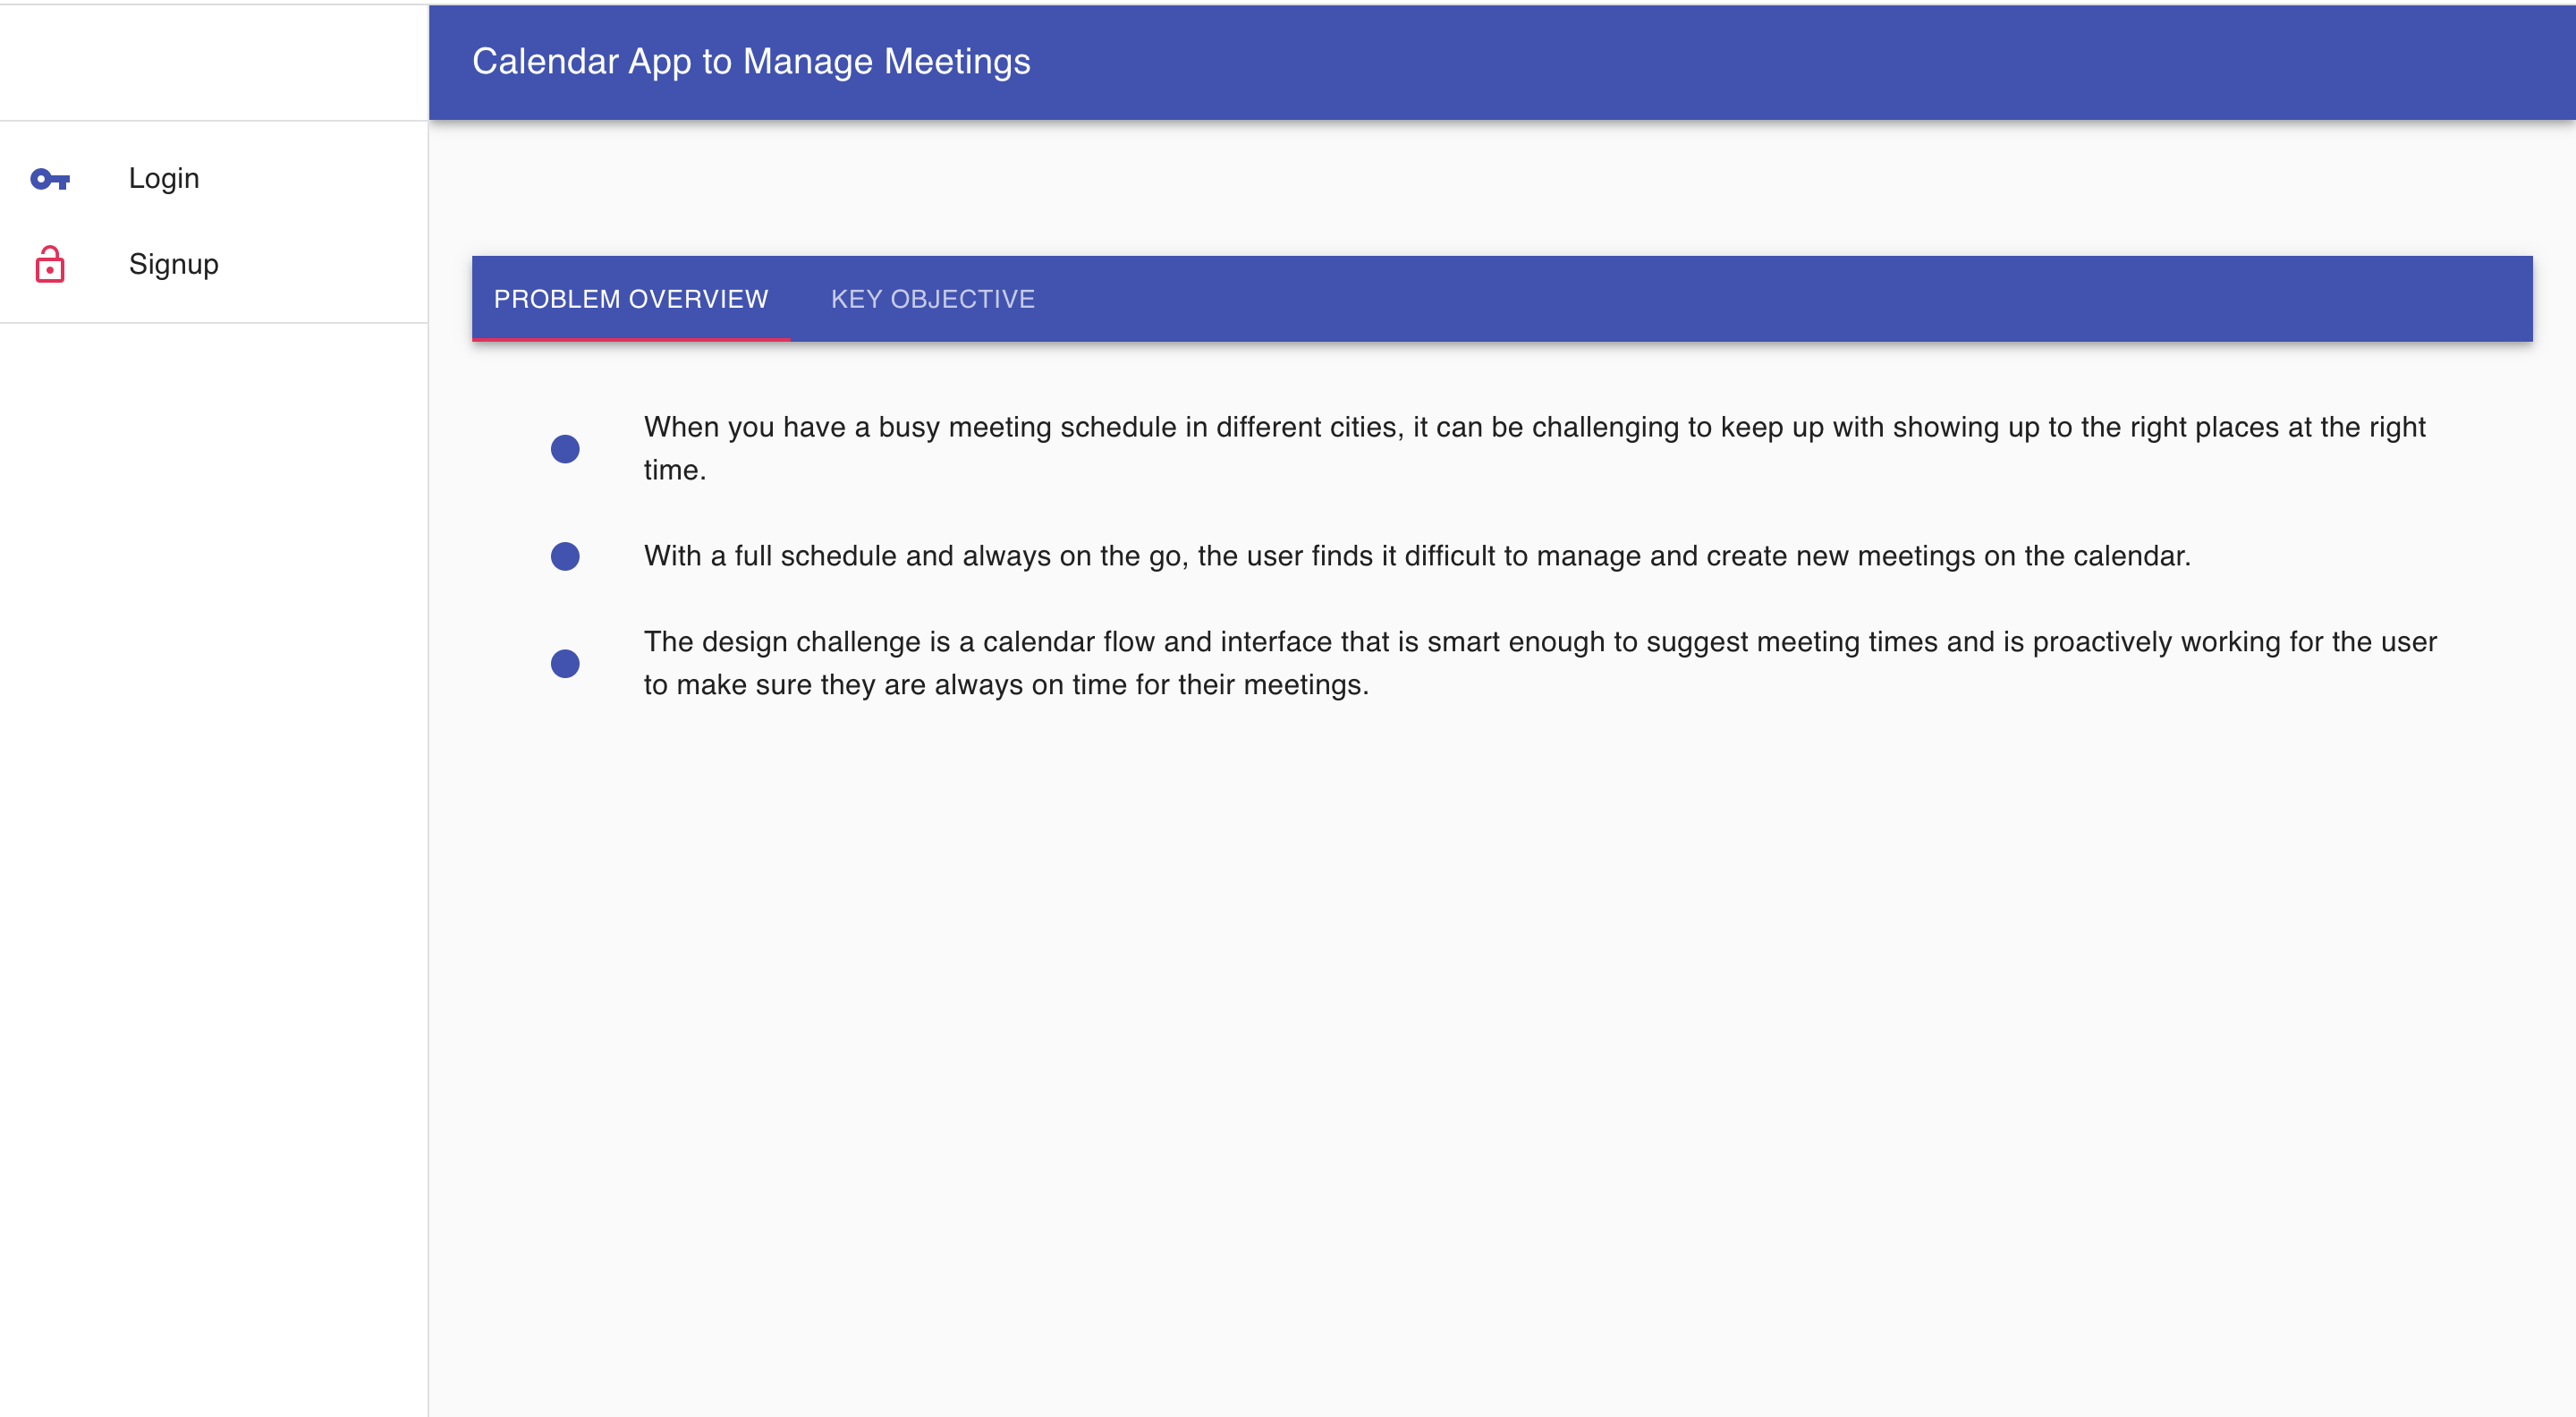 Calendar App to Manage Meetings
Login
Signup
PROBLEM OVERVIEW
KEY OBJECTIVE
When you have a busy meeting schedule in different cities, it can be challenging to keep up with showing up to the right places at the right
time.
With a full schedule and always on the go, the user finds it difficult to manage and create new meetings on the calendar.
The design challenge is a calendar flow and interface that is smart enough to suggest meeting times and is proactively working for the user
to make sure they are always on time for their meetings.